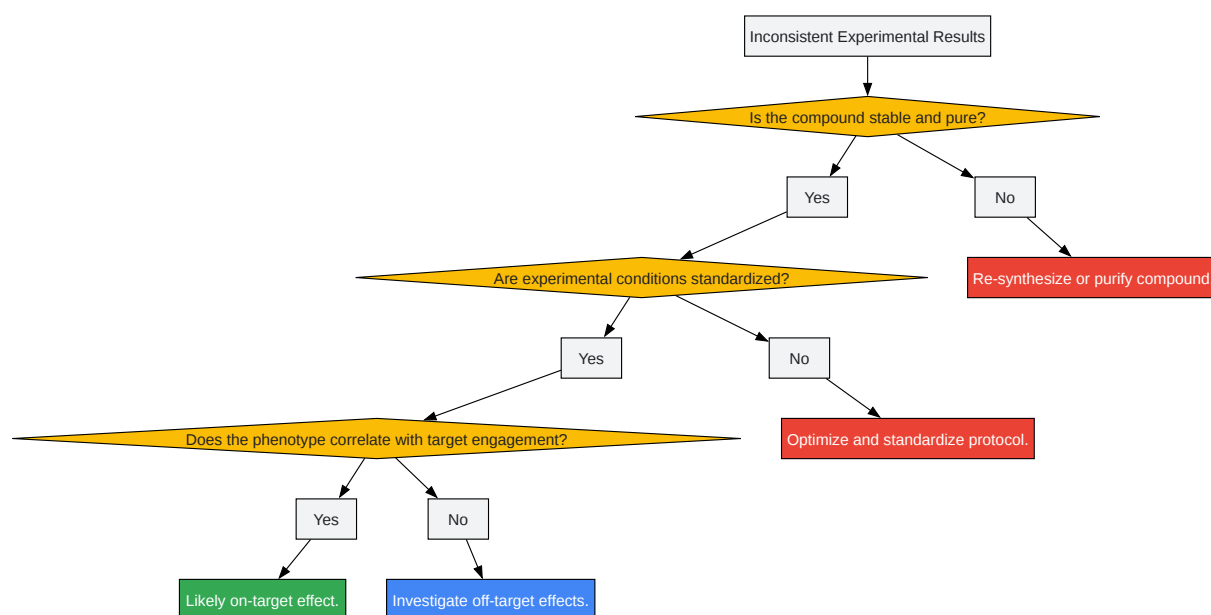 Inconsistent Experimental Results
Is the compound stable and pure?
Yes
No
Are experimental conditions standardized?
Re-synthesize or purify compound.
Yes
No
Does the phenotype correlate with target engagement?
Optimize and standardize protocol.
Yes
No
Likely on-target effect.
Investigate off-target effects.